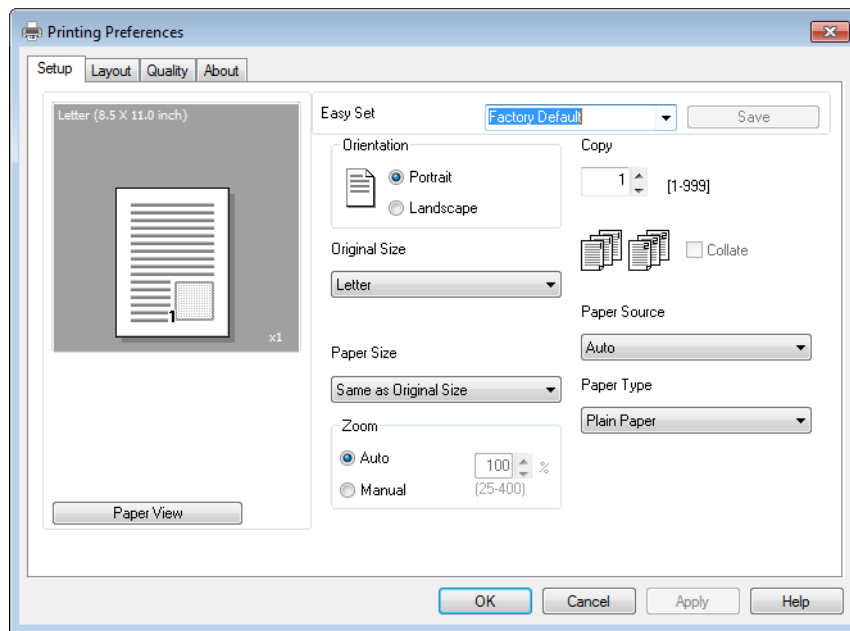 Printing Preferences
Setup Layout Quality About
Letter (8.5 X 11.0 inch)
1
x1
Paper View
Easy Set Factory Default Save
Orientation
Portrait
Landscape
Original Size
Letter
Paper Size
Same as Original Size
Zoom
Auto 100 %
Manual (25-400)
Copy
1 [1-999]
Collate
Paper Source
Auto
Paper Type
Plain Paper
OK Cancel Apply Help